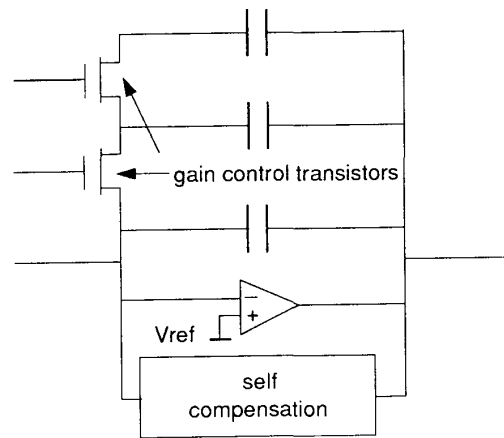 gain control transistors
−
+
Vref
self
compensation